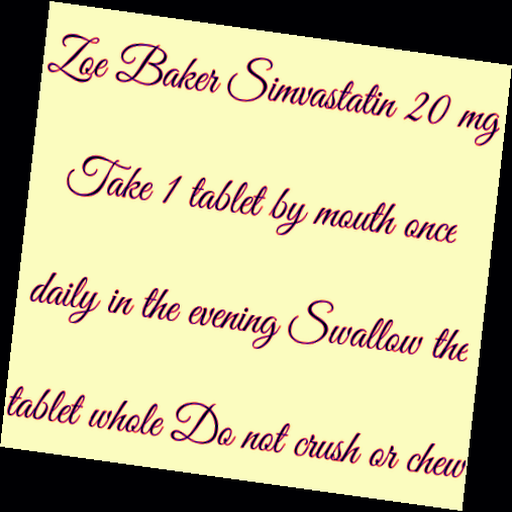 Zoe Baker Simvastatin 20 mg
Take 1 tablet by mouth once
daily in the evening Swallow the
tablet whole Do not crush or chew